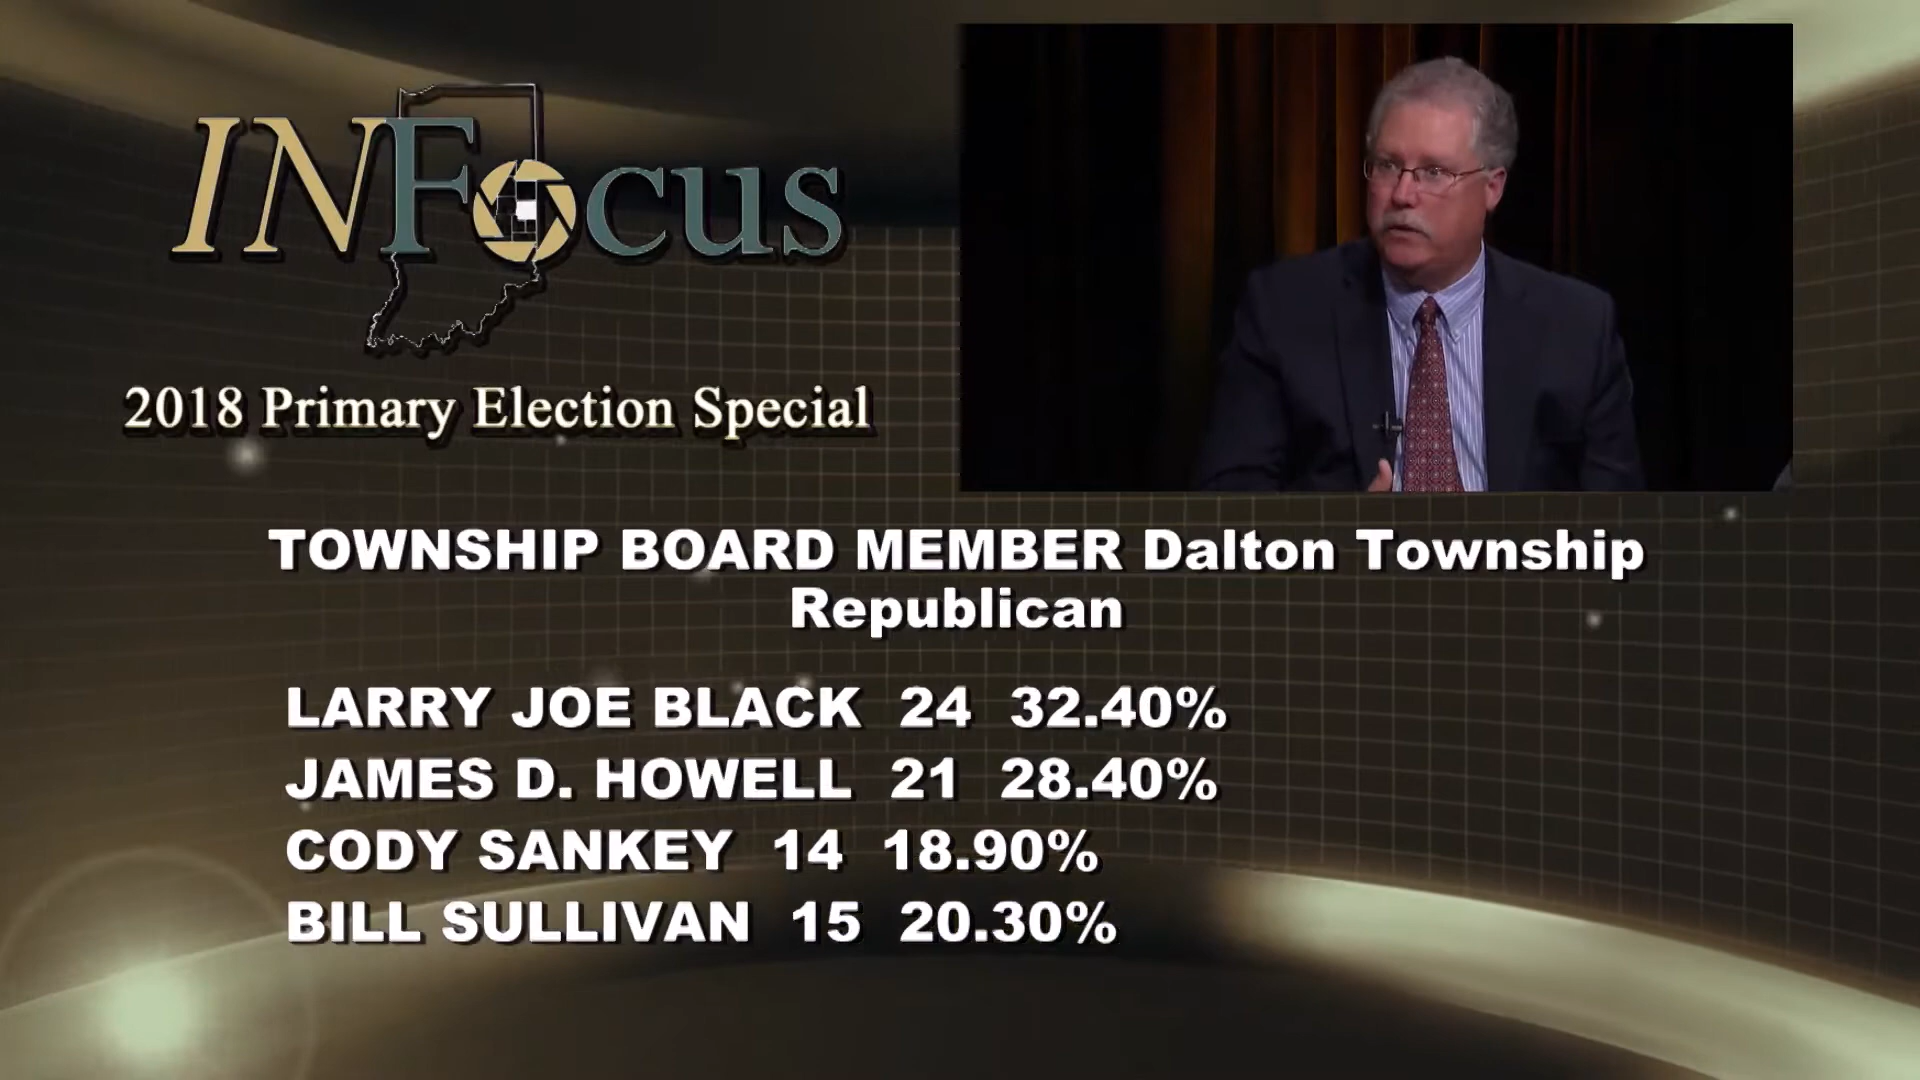 INFocus
2018 Primary Election Special
TOWNSHIP BOARD MEMBER Dalton Township
Republican
LARRY JOE BLACK 24 32.40%
JAMES D. HOWELL 21 28.40%
CODY SANKEY 14 18.90%
BILL SULLIVAN 15 20.30%